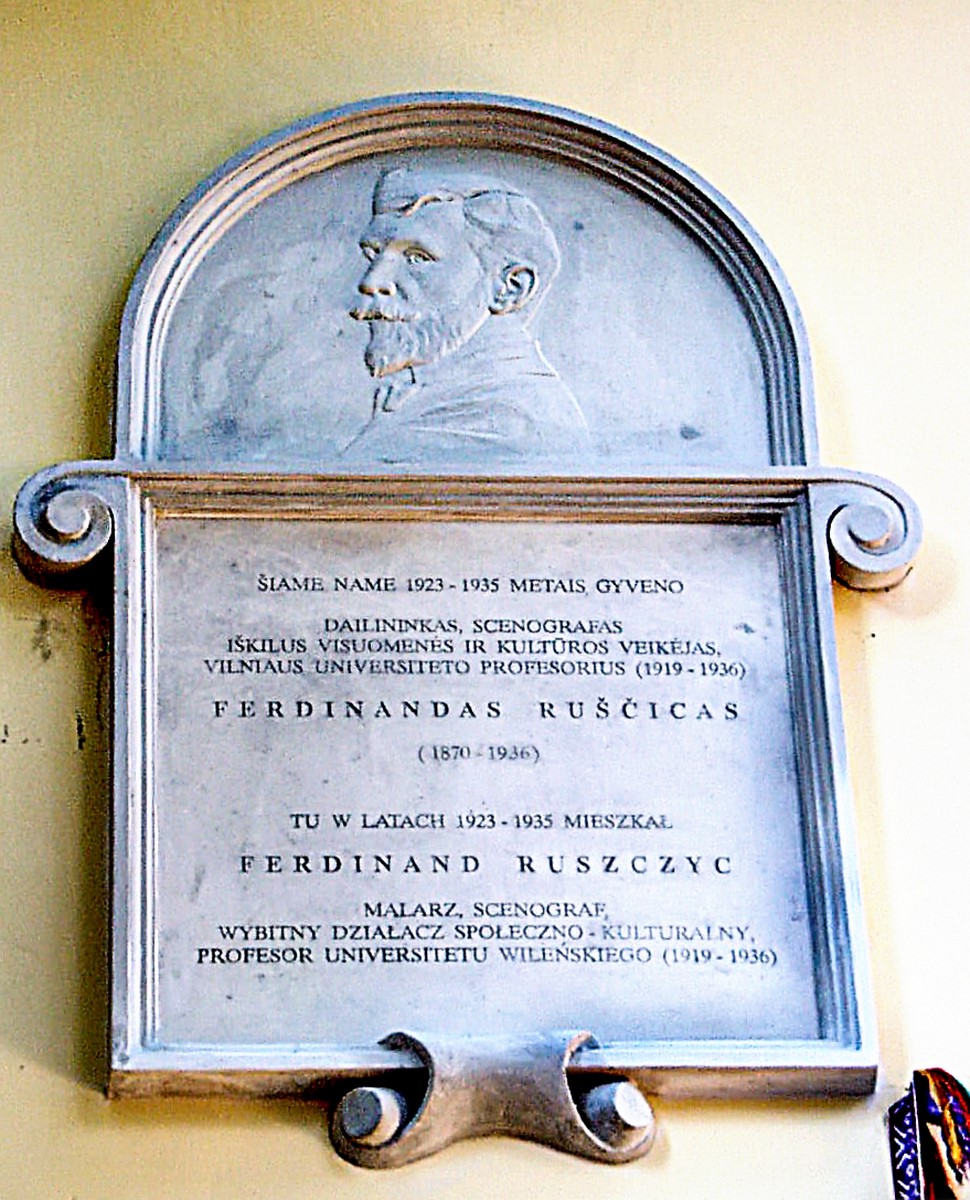 ŠIAME NAME 1923 - 1935 METAIS GYVENO
DAILININKAS, SCENOGRAFAS
IŠKILUS VISUOMENĖS IR KULTŪROS VEIKĖJAS,
VILNIAUS UNIVERSITETO PROFESORIUS (1919 - 1936)
FERDINANDAS RUŠČICAS
(1870 - 1936)
TU W LATACH 1923 - 1935 MIESZKAŁ
FERDINAND RUSZCZYC
MALARZ, SCENOGRAF,
WYBITNY DZIAŁACZ SPOŁECZNO - KULTURALNY,
PROFESOR UNIVERSITETU WILEŃSKIEGO (1919 - 1936)